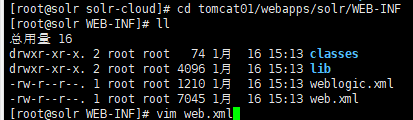 [root@solr solr-cloud]# cd tomcat01/webapps/solr/WEB-INF
[root@solr WEB-INF]# ll
总用量 16
drwxr-xr-x. 2 root root   74 1月  16 15:13 classes
drwxr-xr-x. 2 root root 4096 1月  16 15:13 lib
-rw-r--r--. 1 root root 1210 1月  16 15:13 weblogic.xml
-rw-r--r--. 1 root root 7045 1月  16 15:13 web.xml
[root@solr WEB-INF]# vim web.xml